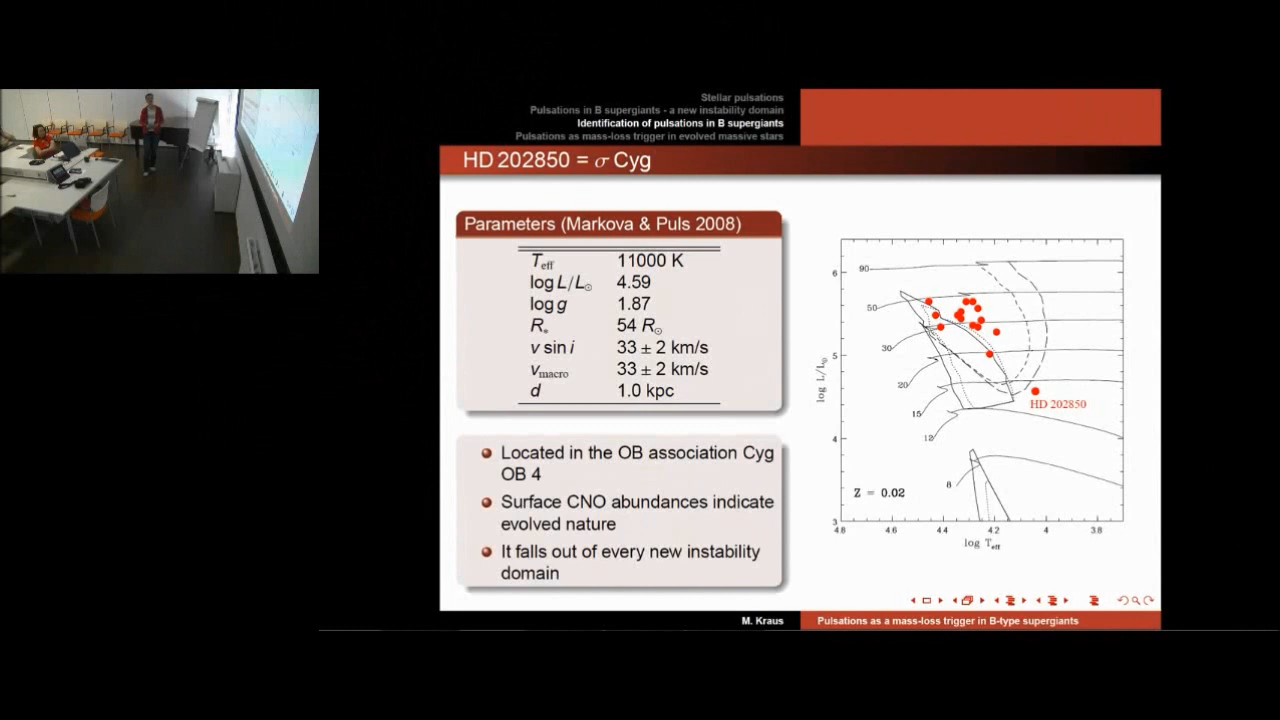 Stellar pulsations
Pulsations in B supergiants - a new instability domain
Identification of pulsations in B supergiants
Pulsations as mass-loss trigger in evolved massive stars
HD 202850 = σ Cyg
Parameters (Markova & Puls 2008)
Teff 11000 K
log L/L⊙ 4.59
log g 1.87
R* 54 R⊙
v sin i 33 ± 2 km/s
vmacro 33 ± 2 km/s
d 1.0 kpc
Located in the OB association Cyg
OB 4
Surface CNO abundances indicate
evolved nature
It falls out of every new instability
domain
6
90
50
30
5
log L/L⊙
20
HD 202850
15
4
12
8
Z = 0.02
3
4.8 4.6 4.4 4.2 4 3.8
log Teff
M. Kraus
Pulsations as a mass-loss trigger in B-type supergiants